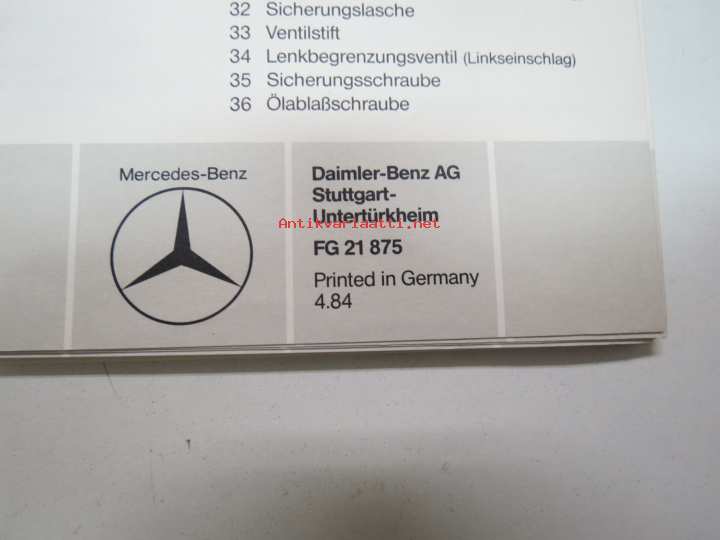 32 Sicherungslasche
33 Ventilstift
34 Lenkbegrenzungsventil (Linkseinschlag)
35 Sicherungsschraube
36 Ölablaßschraube
Mercedes-Benz
Daimler-Benz AG
Stuttgart-
Untertürkheim
Antikvariaatti.net
FG 21 875
Printed in Germany
4.84